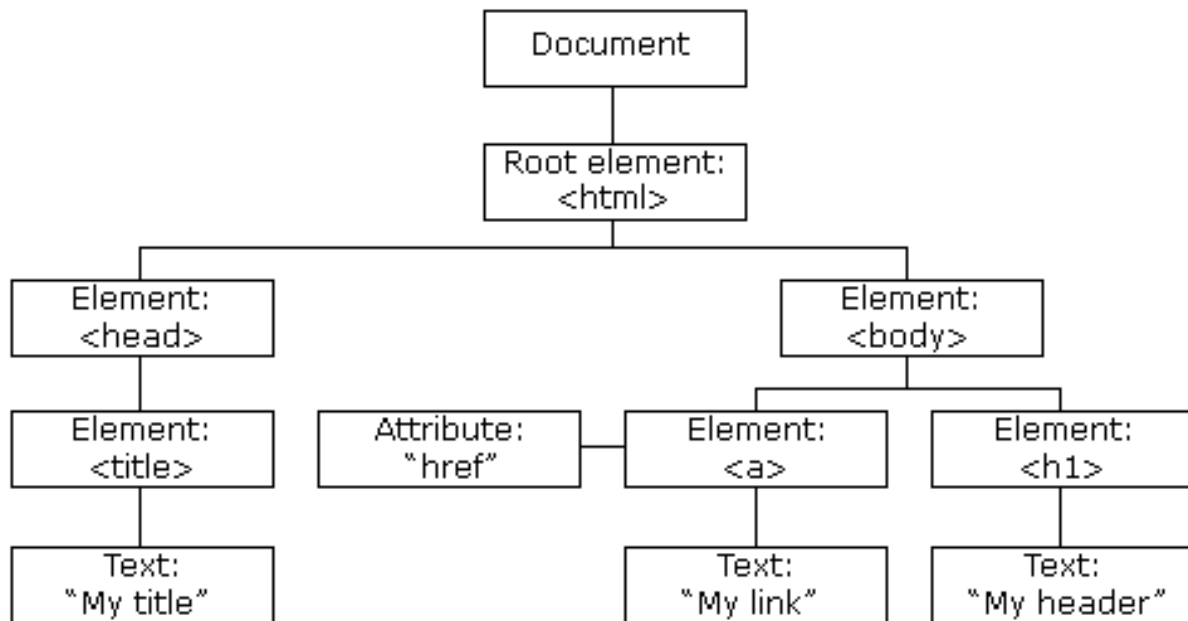 Document
Root element:
<html>
Element:
<head>
Element:
<body>
Element:
<title>
Attribute:
“href”
Element:
<a>
Element:
<h1>
Text:
“My title”
Text:
“My link”
Text:
“My header”